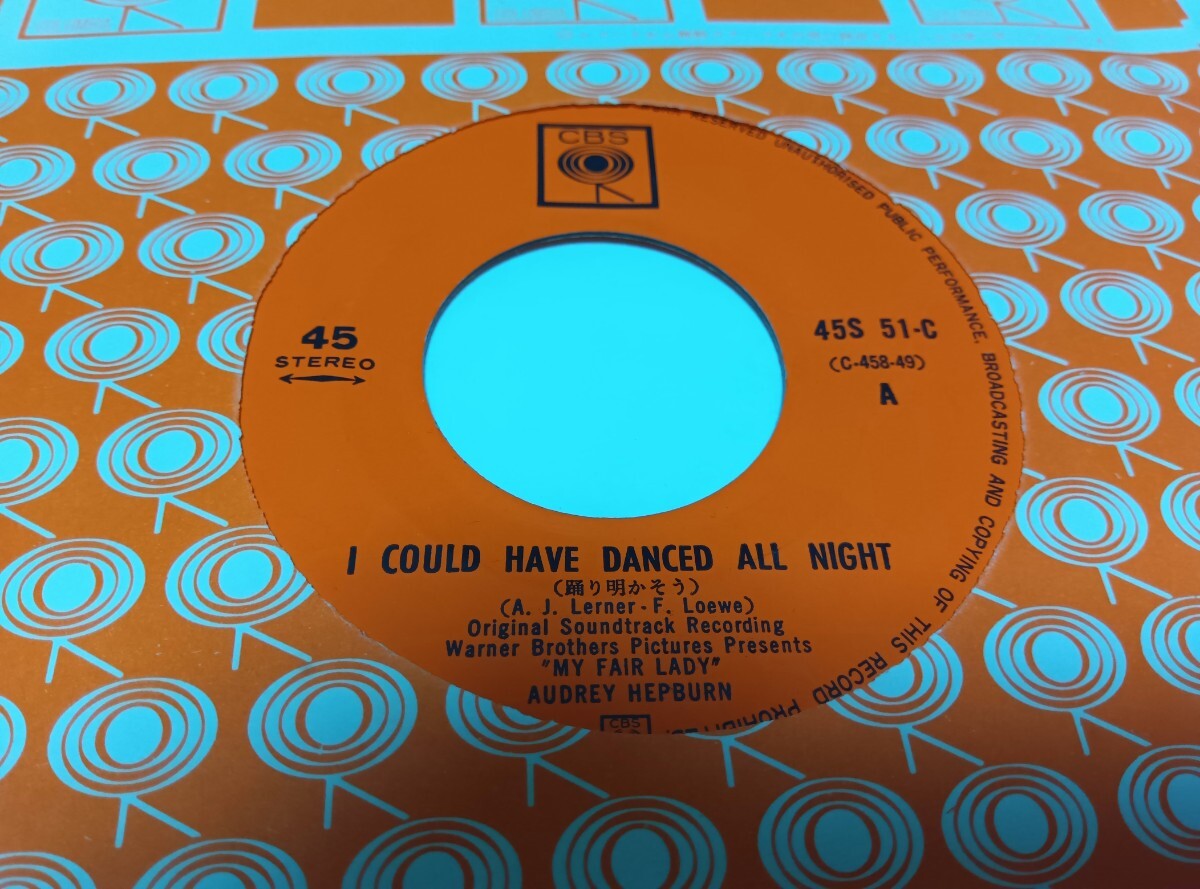 CBS
45
STEREO
45S 51-C
(C-458-49)
A
I COULD HAVE DANCED ALL NIGHT
(踊り明かそう)
(A. J. Lerner - F. Loewe)
Original Soundtrack Recording
Warner Brothers Pictures Presents
"MY FAIR LADY"
AUDREY HEPBURN
RESERVED UNAUTHORISED PUBLIC PERFORMANCE, BROADCASTING AND COPYING OF THIS RECORD PROHIBITED.
CBS